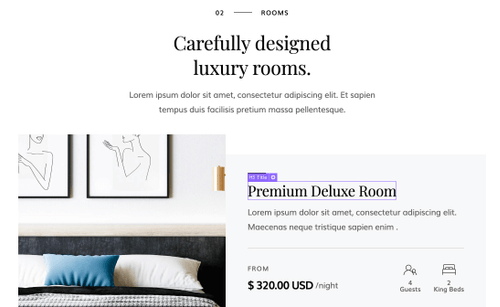 02 ROOMS
Carefully designed
luxury rooms.
Lorem ipsum dolor sit amet, consectetur adipiscing elit. Et sapien
tempus duis facilisis pretium massa pellentesque.
H1 Title
Premium Deluxe Room
Lorem ipsum dolor sit amet, consectetur adipiscing elit.
Maecenas neque tristique sapien enim .
FROM
$ 320.00 USD /night
4
Guests
2
King Beds